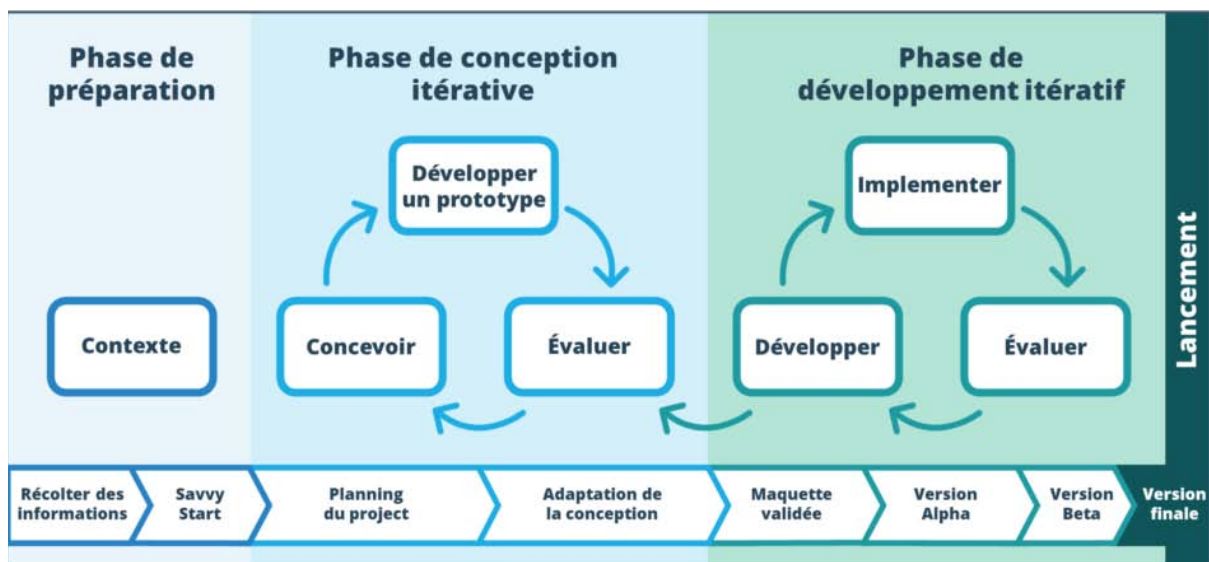 Phase de
préparation
Phase de conception
itérative
Phase de
développement itératif
Développer
un prototype
Implementer
Contexte
Concevoir
Évaluer
Développer
Évaluer
Lancement
Récolter des
informations
Savvy
Start
Planning
du project
Adaptation de
la conception
Maquette
validée
Version
Alpha
Version
Beta
Version
finale